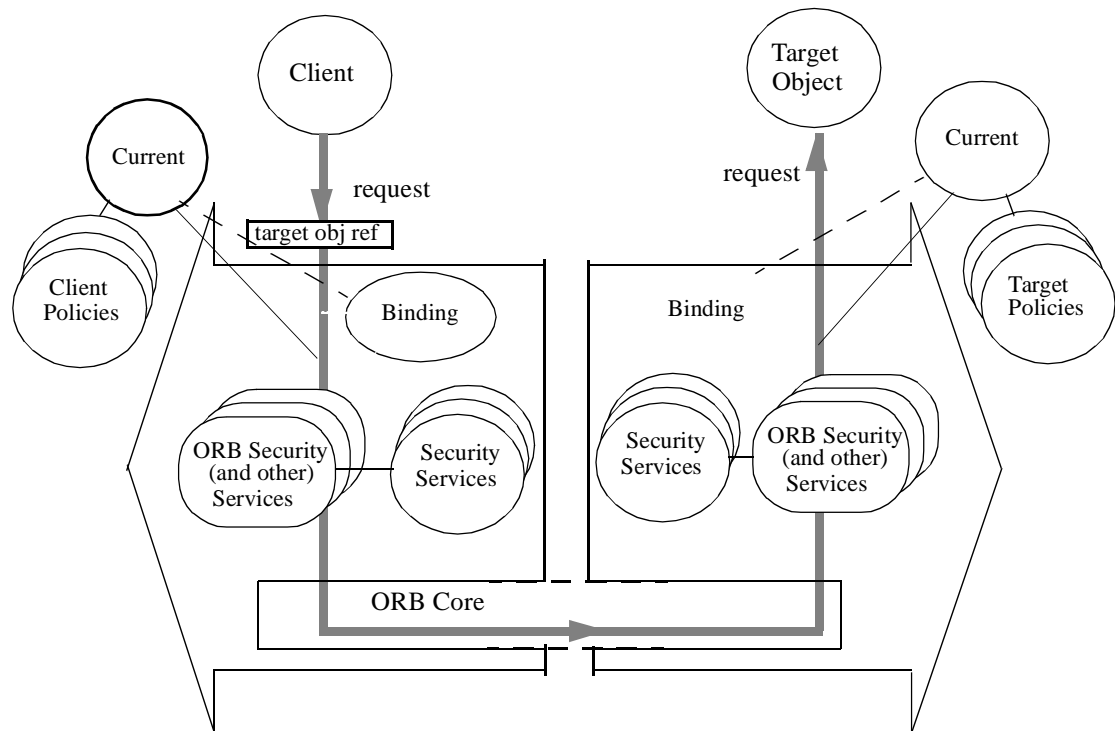 Client
Target
Object
Current
Current
request
request
target obj ref
Client
Policies
Binding
Binding
Target
Policies
ORB Security
(and other)
Services
Security
Services
Security
Services
ORB Security
(and other)
Services
ORB Core